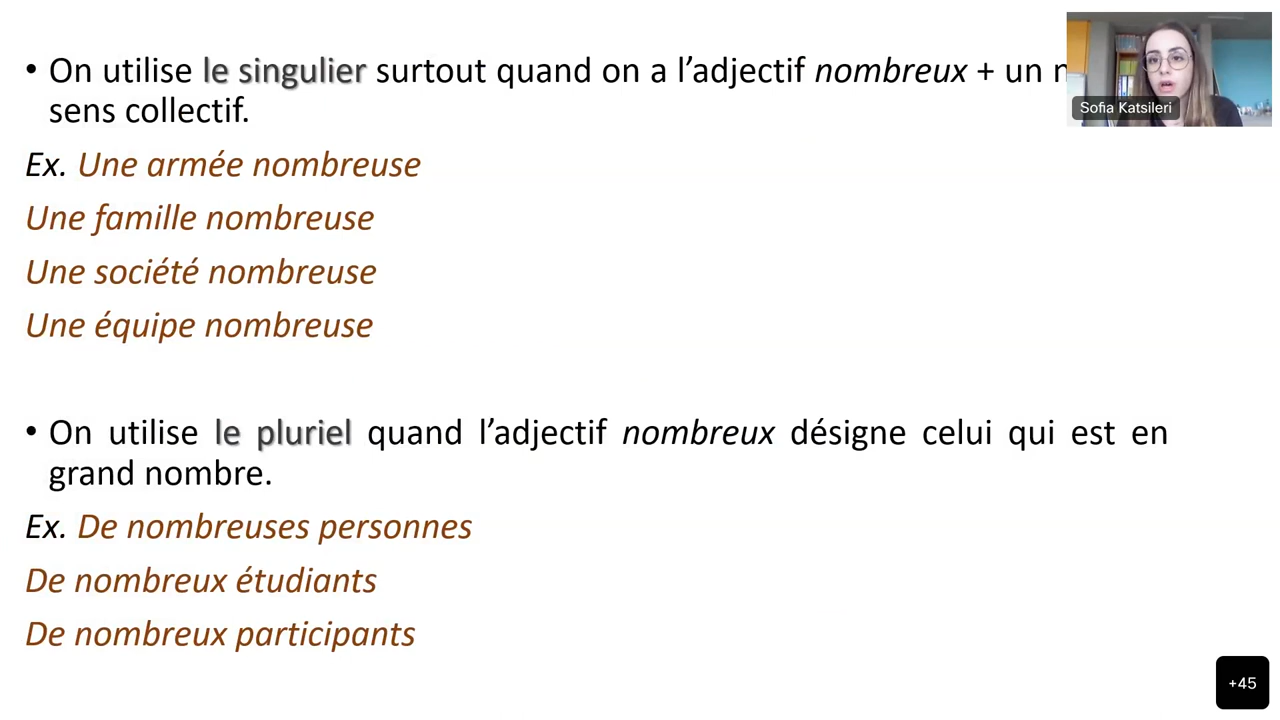 • On utilise le singulier surtout quand on a l’adjectif nombreux + un
sens collectif.
Ex. Une armée nombreuse
Une famille nombreuse
Une société nombreuse
Une équipe nombreuse
• On utilise le pluriel quand l’adjectif nombreux désigne celui qui est en
grand nombre.
Ex. De nombreuses personnes
De nombreux étudiants
De nombreux participants
Sofia Katsileri
+45